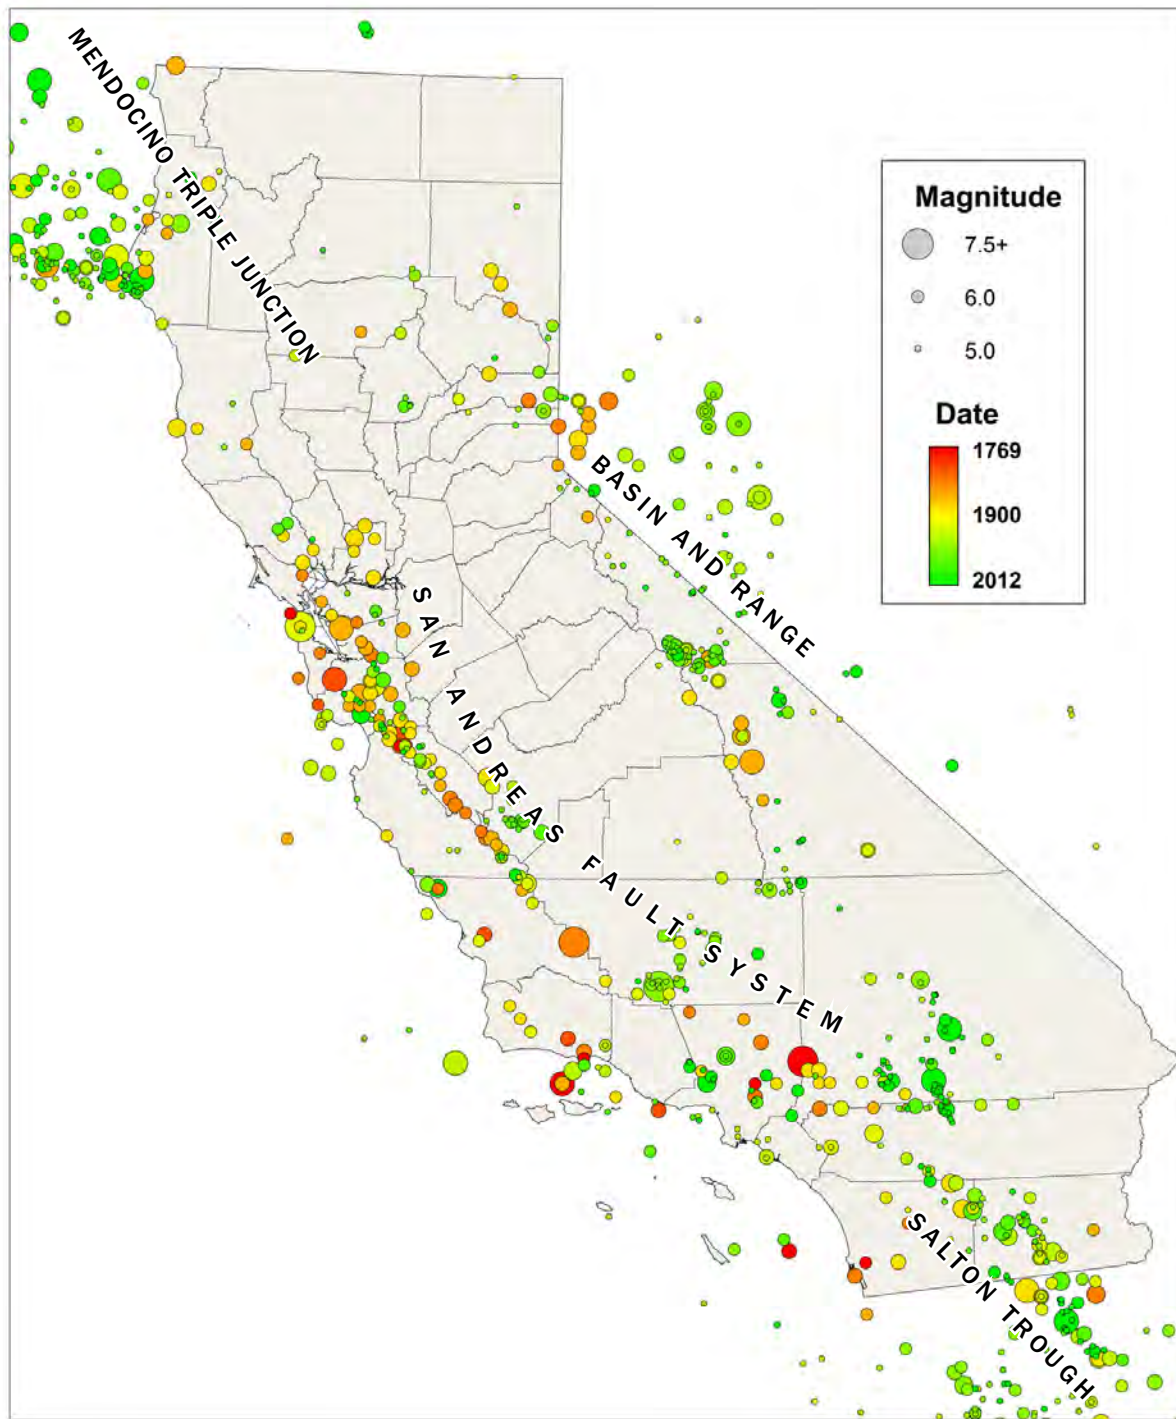 MENDOCINO TRIPLE JUNCTION
Magnitude
7.5+
6.0
5.0
Date
1769
1900
2012
BASIN AND RANGE
SAN ANDREAS FAULT SYSTEM
SALTON TROUGH